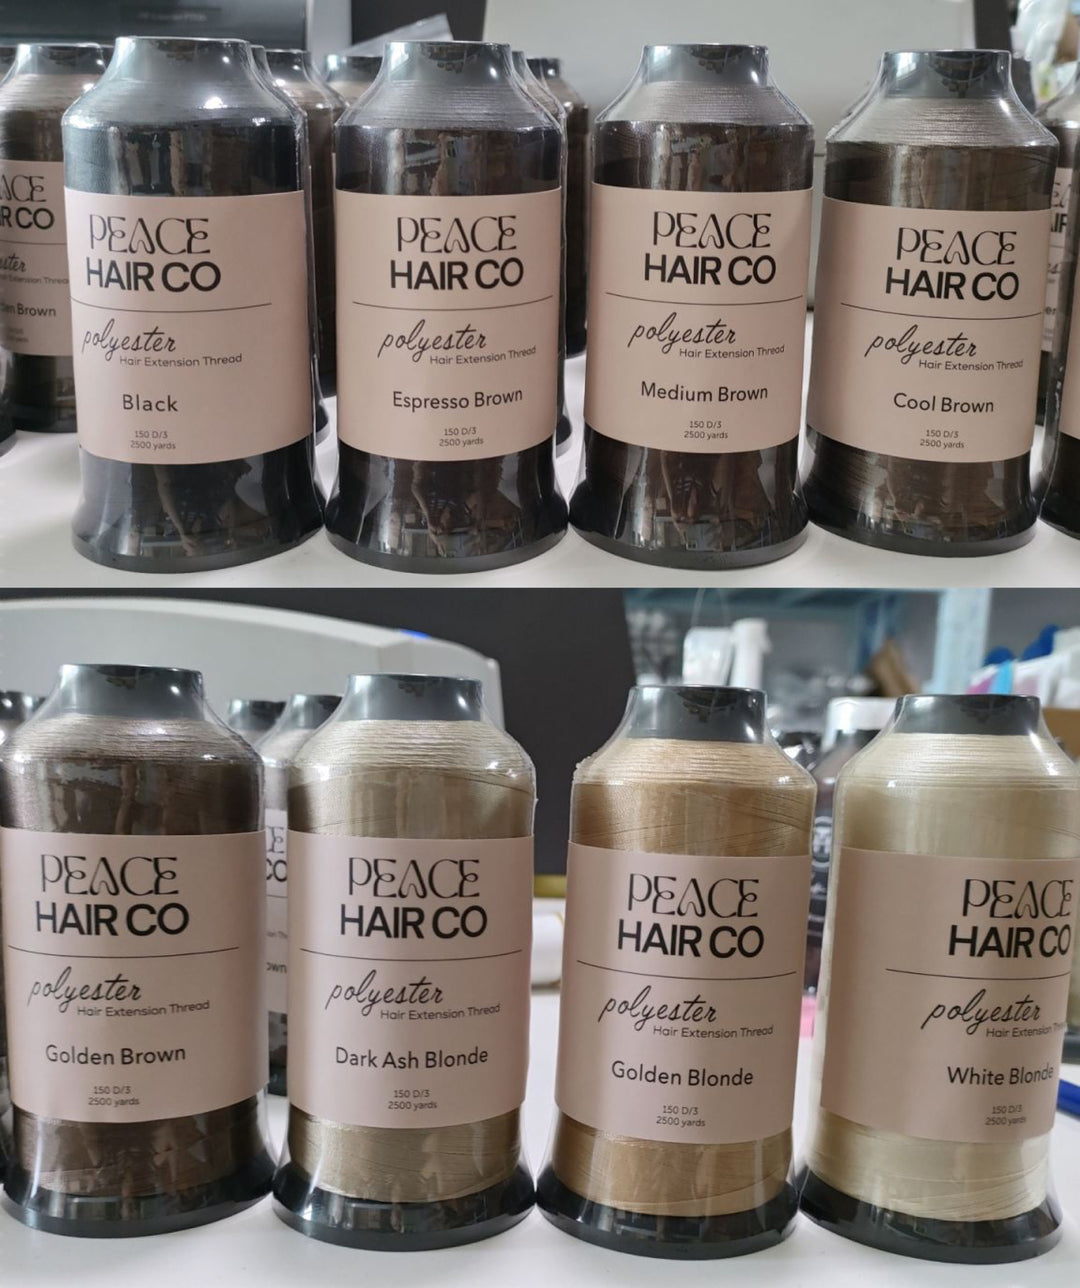 PEACE
HAIR CO
polyester
Hair Extension Thread
Black
150 D/3
2500 yards
PEACE
HAIR CO
polyester
Hair Extension Thread
Espresso Brown
150 D/3
2500 yards
PEACE
HAIR CO
polyester
Hair Extension Thread
Medium Brown
150 D/3
2500 yards
PEACE
HAIR CO
polyester
Hair Extension Thread
Cool Brown
150 D/3
2500 yards
PEACE
HAIR CO
polyester
Hair Extension Thread
Golden Brown
150 D/3
2500 yards
PEACE
HAIR CO
polyester
Hair Extension Thread
Dark Ash Blonde
150 D/3
2500 yards
PEACE
HAIR CO
polyester
Hair Extension Thread
Golden Blonde
150 D/3
2500 yards
PEACE
HAIR CO
polyester
Hair Extension Thread
White Blonde
150 D/3
2500 yards